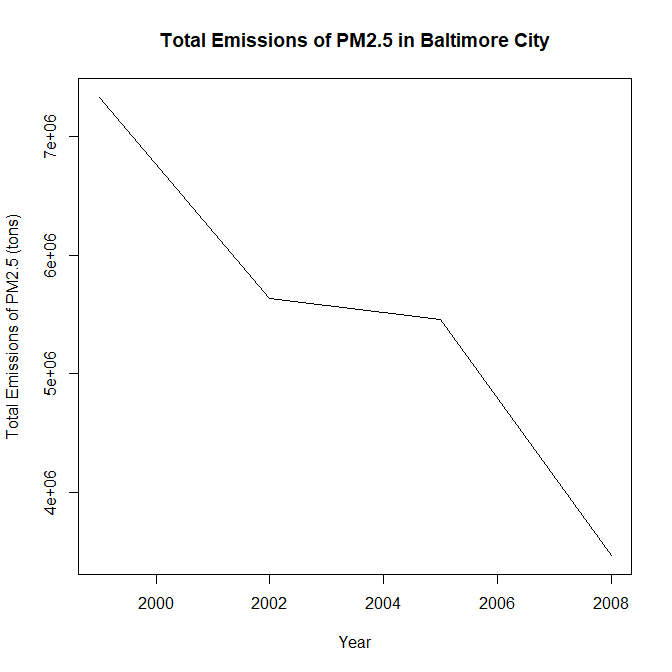 Total Emissions of PM2.5 in Baltimore City
Total Emissions of PM2.5 (tons)
7e+06
6e+06
5e+06
4e+06
2000 2002 2004 2006 2008
Year